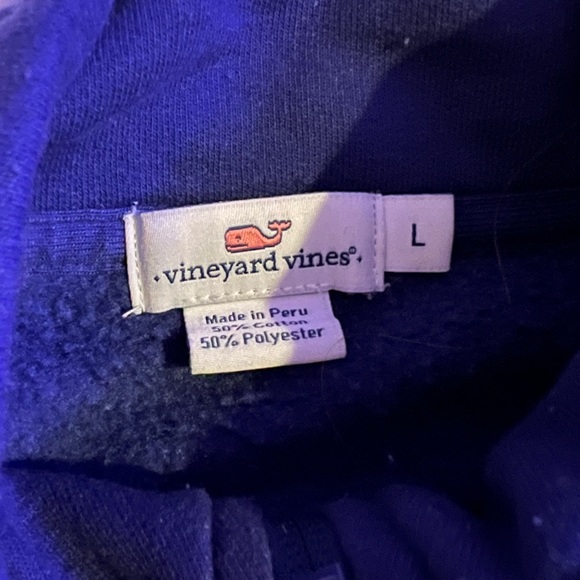 vineyard vines®
L
Made in Peru
50% Cotton
50% Polyester